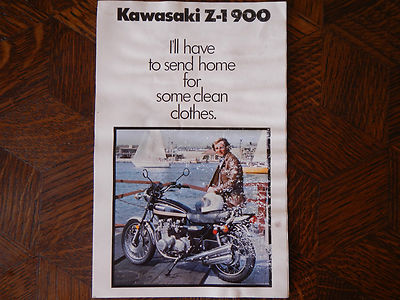 Kawasaki Z-1 900
I'll have
to send home
for
some clean
clothes.